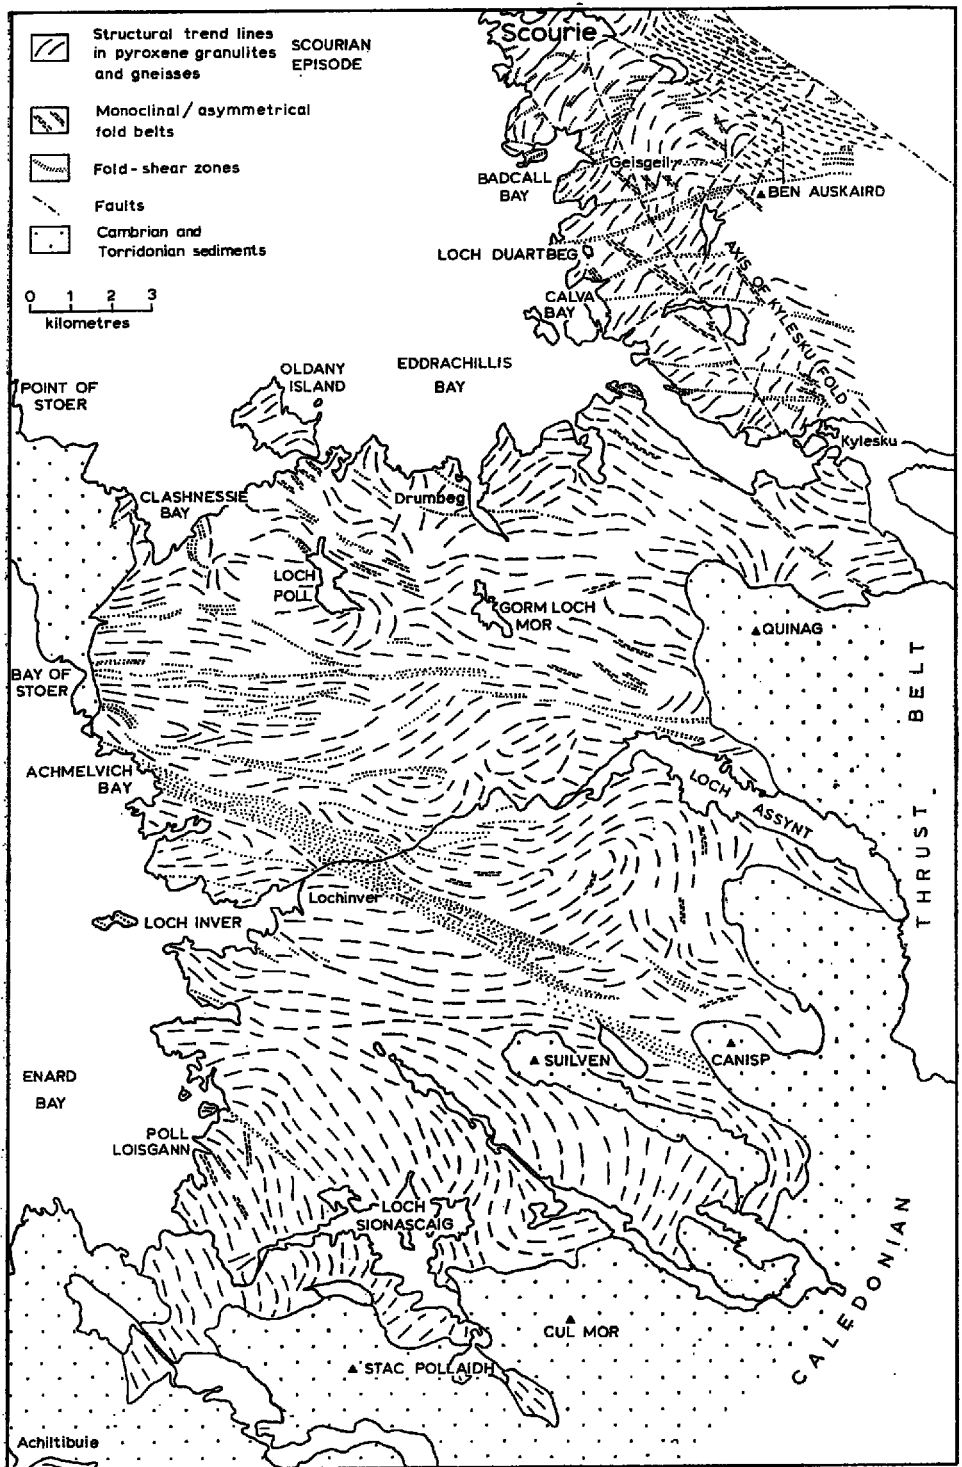 Structural trend lines
in pyroxene granulites
and gneisses
SCOURIAN
EPISODE
Monoclinal / asymmetrical
fold belts
Fold-shear zones
Faults
Cambrian and
Torridonian sediments
0 1 2 3
kilometres
Scourie
Geisgeil
BADCALL
BAY
BEN AUSKAIRD
LOCH DUARTBEG
AXIS OF KYLESKU FOLD
CALVA
BAY
EDDRACHILLIS
BAY
OLDANY
ISLAND
POINT OF
STOER
Kylesku
CLASHNESSIE
BAY
Drumbeg
LOCH
POLL
GORM LOCH
MOR
QUINAG
BAY OF
STOER
ACHMELVICH
BAY
LOCH ASSYNT
Lochinver
LOCH INVER
SUILVEN
CANISP
ENARD
BAY
POLL
LOISGANN
LOCH
SIONASCAIG
CUL MOR
STAC POLLAIDH
Achiltibuie
CALEDONIAN THRUST BELT